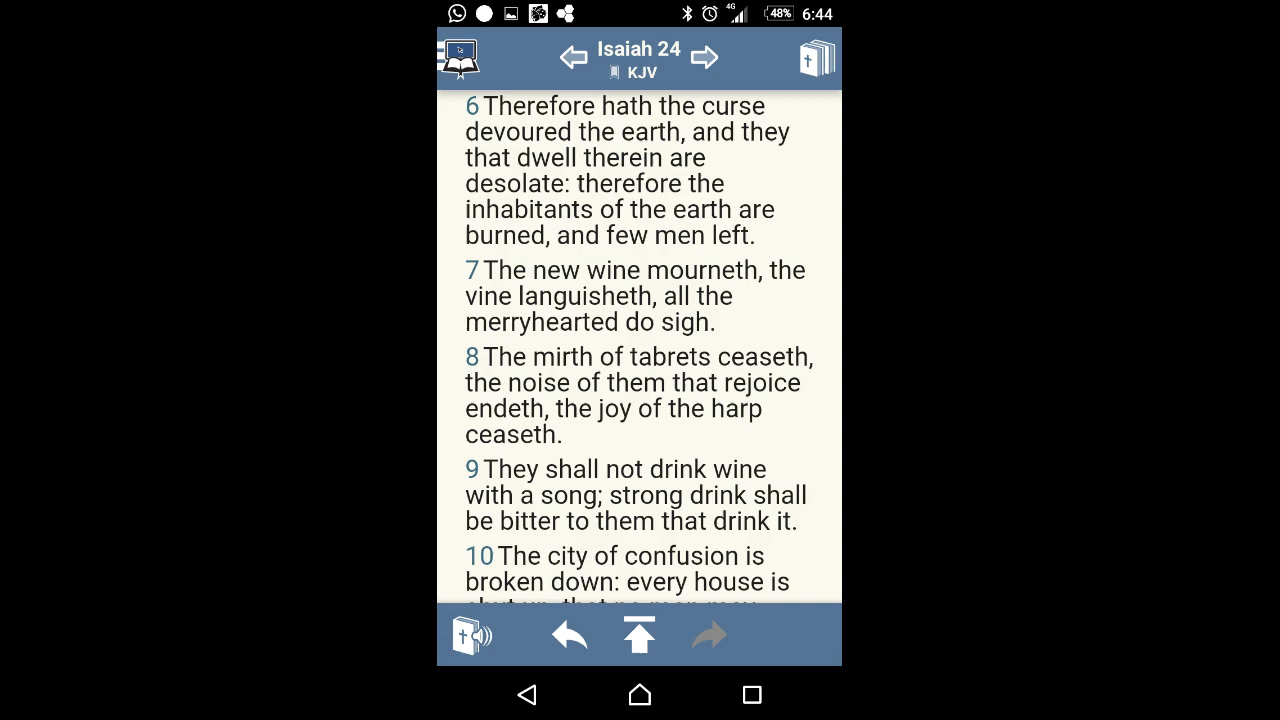 4G 48% 6:44
Isaiah 24
KJV
6 Therefore hath the curse
devoured the earth, and they
that dwell therein are
desolate: therefore the
inhabitants of the earth are
burned, and few men left.
7 The new wine mourneth, the
vine languisheth, all the
merryhearted do sigh.
8 The mirth of tabrets ceaseth,
the noise of them that rejoice
endeth, the joy of the harp
ceaseth.
9 They shall not drink wine
with a song; strong drink shall
be bitter to them that drink it.
10 The city of confusion is
broken down: every house is